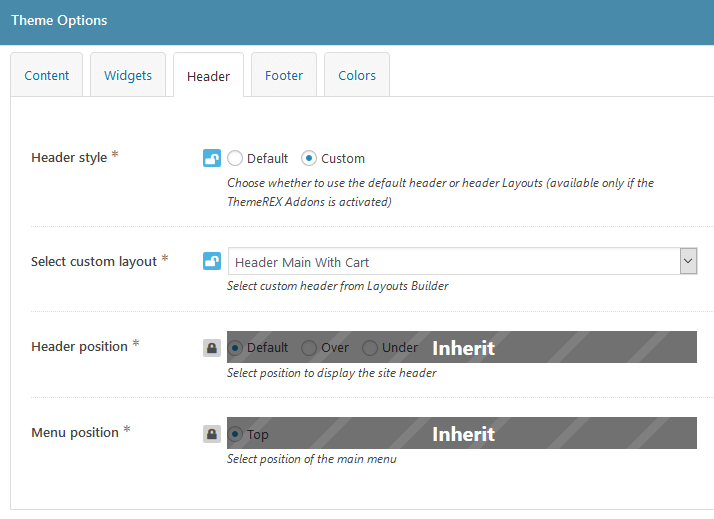 Theme Options
Content Widgets Header Footer Colors
Header style * Default Custom
Choose whether to use the default header or header Layouts (available only if the
ThemeREX Addons is activated)
Select custom layout * Header Main With Cart
Select custom header from Layouts Builder
Header position * Default Over Under Inherit
Select position to display the site header
Menu position * Top Inherit
Select position of the main menu